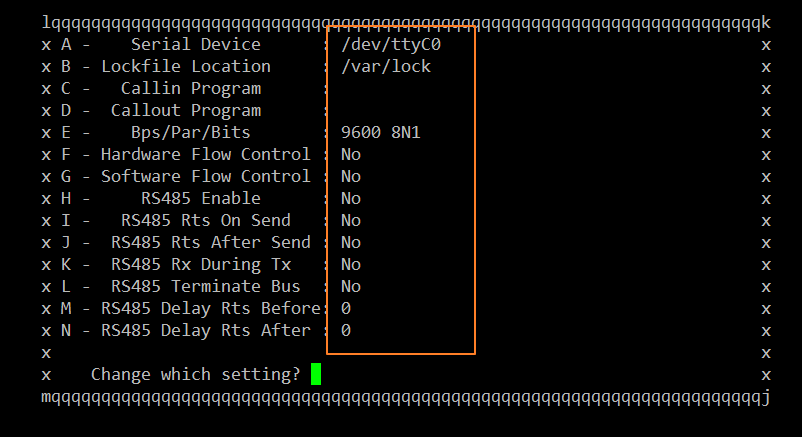 lqqqqqqqqqqqqqqqqqqqqqqqqqqqqqqqqqqqqqqqqqqqqqqqqqqqqqqqqqqqqqqqqqqqqqqqk
x A -    Serial Device      : /dev/ttyC0                                x
x B - Lockfile Location     : /var/lock                                 x
x C -   Callin Program      :                                           x
x D -  Callout Program      :                                           x
x E -    Bps/Par/Bits       : 9600 8N1                                  x
x F - Hardware Flow Control : No                                        x
x G - Software Flow Control : No                                        x
x H -     RS485 Enable      : No                                        x
x I -   RS485 Rts On Send   : No                                        x
x J -  RS485 Rts After Send : No                                        x
x K -  RS485 Rx During Tx   : No                                        x
x L -  RS485 Terminate Bus  : No                                        x
x M - RS485 Delay Rts Before: 0                                         x
x N - RS485 Delay Rts After : 0                                         x
x                                                                       x
x    Change which setting?                                              x
mqqqqqqqqqqqqqqqqqqqqqqqqqqqqqqqqqqqqqqqqqqqqqqqqqqqqqqqqqqqqqqqqqqqqqqqj